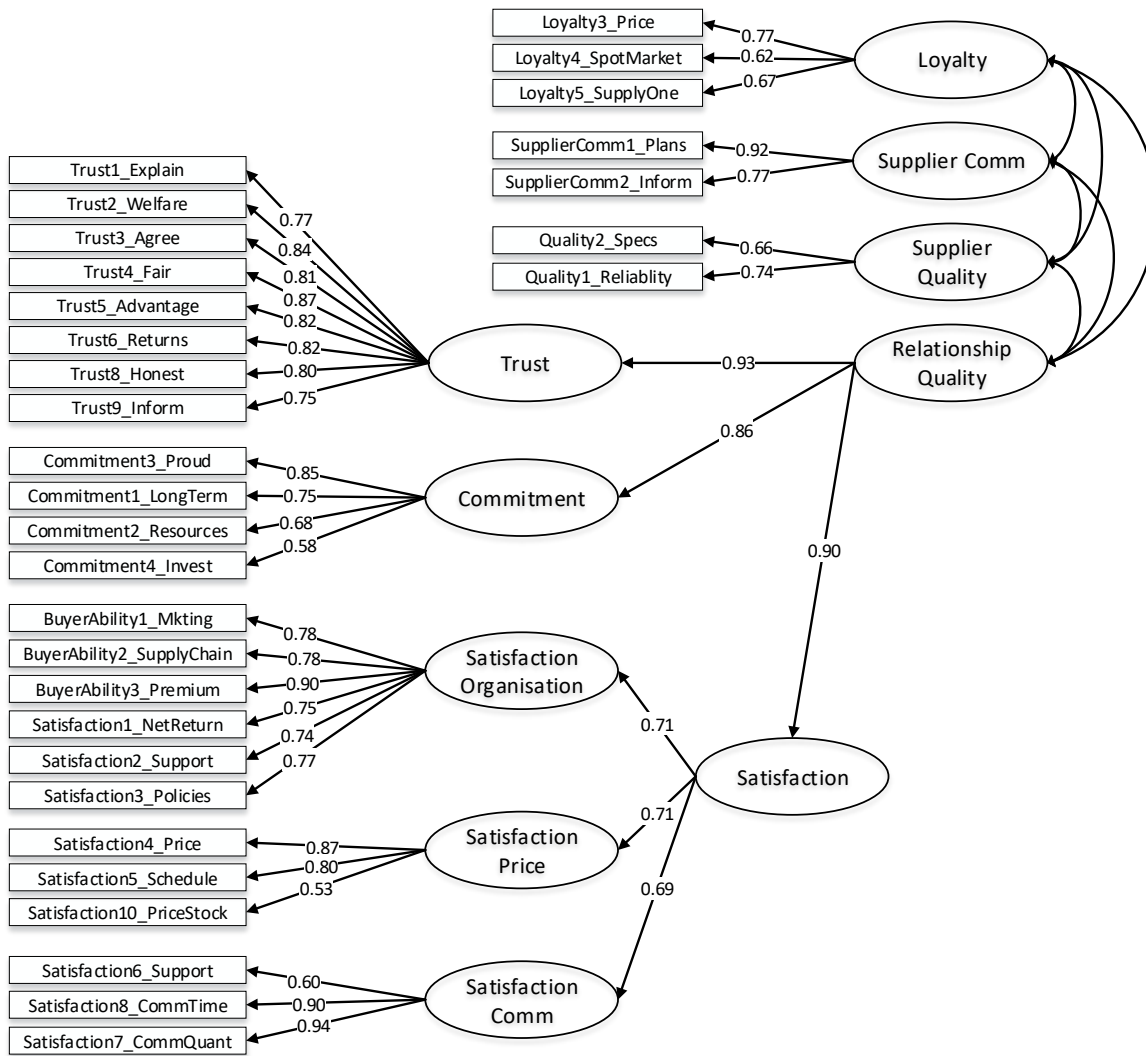 Loyalty3_Price
0.77
Loyalty4_SpotMarket
0.62
Loyalty5_SupplyOne
0.67
Loyalty
SupplierComm1_Plans
0.92
SupplierComm2_Inform
0.77
Supplier Comm
Quality2_Specs
0.66
Quality1_Reliablity
0.74
Supplier
Quality
Trust1_Explain
0.77
Trust2_Welfare
0.84
Trust3_Agree
0.81
Trust4_Fair
0.87
Trust5_Advantage
0.82
Trust6_Returns
0.82
Trust8_Honest
0.80
Trust9_Inform
0.75
Trust
0.93
Relationship
Quality
0.86
0.90
Commitment3_Proud
0.85
Commitment1_LongTerm
0.75
Commitment2_Resources
0.68
Commitment4_Invest
0.58
Commitment
BuyerAbility1_Mkting
0.78
BuyerAbility2_SupplyChain
0.78
BuyerAbility3_Premium
0.90
Satisfaction1_NetReturn
0.75
Satisfaction2_Support
0.74
Satisfaction3_Policies
0.77
Satisfaction
Organisation
0.71
Satisfaction
0.71
0.69
Satisfaction4_Price
0.87
Satisfaction5_Schedule
0.80
Satisfaction10_PriceStock
0.53
Satisfaction
Price
Satisfaction6_Support
0.60
Satisfaction8_CommTime
0.90
Satisfaction7_CommQuant
0.94
Satisfaction
Comm